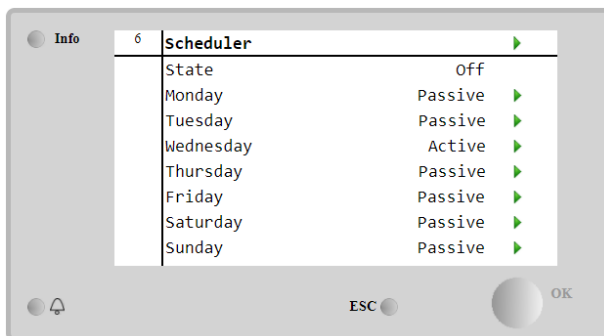 Info
6 Scheduler
State Off
Monday Passive
Tuesday Passive
Wednesday Active
Thursday Passive
Friday Passive
Saturday Passive
Sunday Passive
ESC
OK